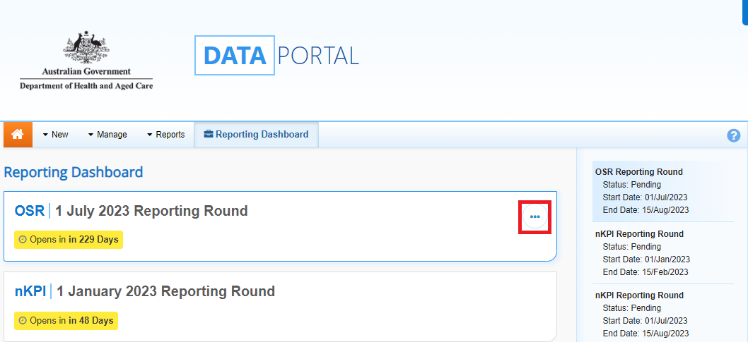 Australian Government
Department of Health and Aged Care
DATA PORTAL
New
Manage
Reports
Reporting Dashboard
?
Reporting Dashboard
OSR | 1 July 2023 Reporting Round
...
Opens in in 229 Days
nKPI | 1 January 2023 Reporting Round
Opens in in 48 Days
OSR Reporting Round
Status: Pending
Start Date: 01/Jul/2023
End Date: 15/Aug/2023
nKPI Reporting Round
Status: Pending
Start Date: 01/Jan/2023
End Date: 15/Feb/2023
nKPI Reporting Round
Status: Pending
Start Date: 01/Jul/2023
End Date: 15/Aug/2023